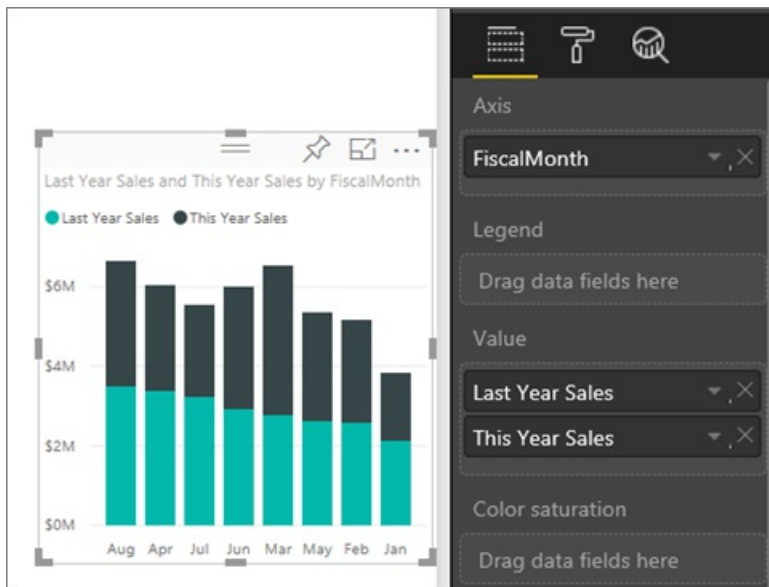 Last Year Sales and This Year Sales by FiscalMonth
Last Year Sales This Year Sales
$6M
$4M
$2M
$0M
Aug Apr Jul Jun Mar May Feb Jan
Axis
FiscalMonth
Legend
Drag data fields here
Value
Last Year Sales
This Year Sales
Color saturation
Drag data fields here